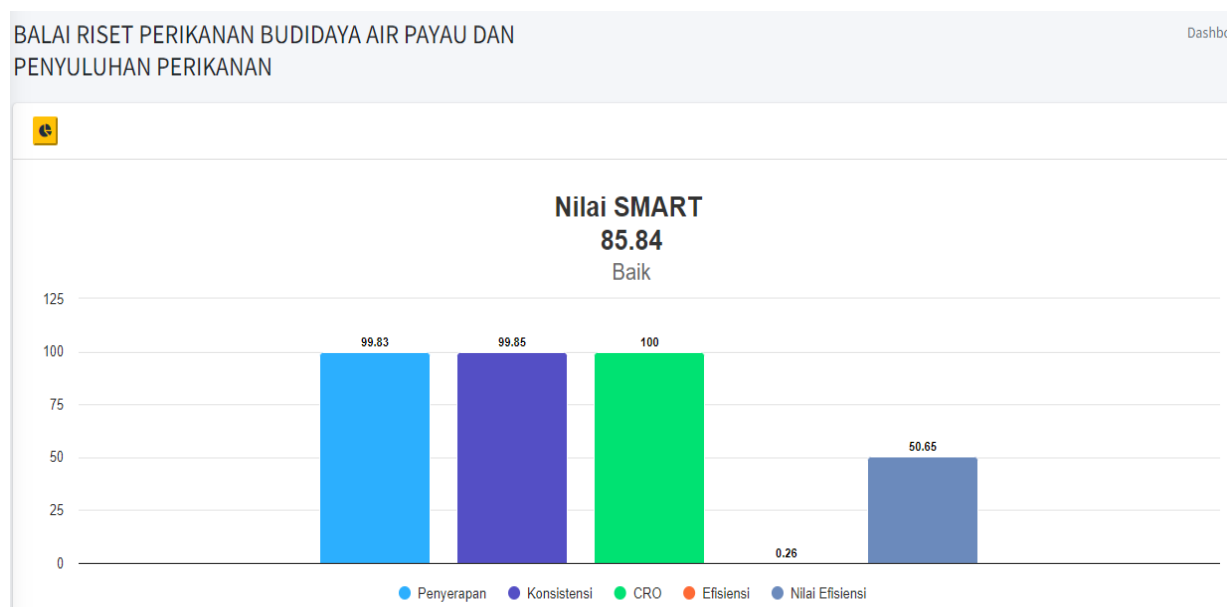 BALAI RISET PERIKANAN BUDIDAYA AIR PAYAU DAN
PENYULUHAN PERIKANAN
Nilai SMART
85.84
Baik
125
100
75
50
25
0
99.83
99.85
100
0.26
50.65
Penyerapan
Konsistensi
CRO
Efisiensi
Nilai Efisiensi